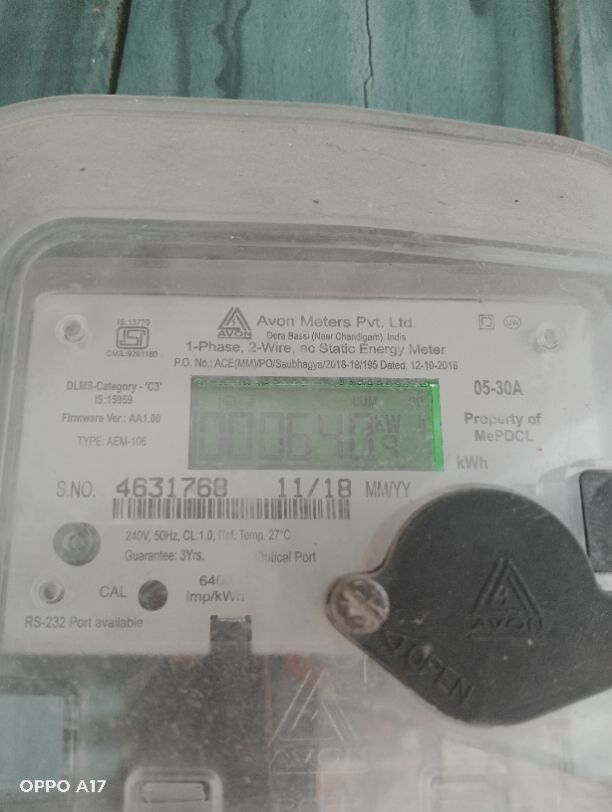 IS:13779
CM/L:9281180
AVON
Avon Meters Pvt. Ltd.
Dera Bassi (Near Chandigarh), India
1-Phase, 2-Wire, ac Static Energy Meter
P.O. No.: ACE(MM)/PO/Saubhagya/2018-19/195 Dated: 12-10-2018
DLMS-Category - 'C3'
IS:15959
Firmware Ver.: AA1.00
TYPE: AEM-106
CUM
KW
05-30A
Property of
MePDCL
kWh
S.NO. 4631768 11/18 MM/YY
240V, 50Hz, CL:1.0, Ref. Temp. 27°C
Guarantee: 3Yrs. Optical Port
CAL
imp/kWh
RS-232 Port available
AVON
OPEN
AVON
OPPO A17